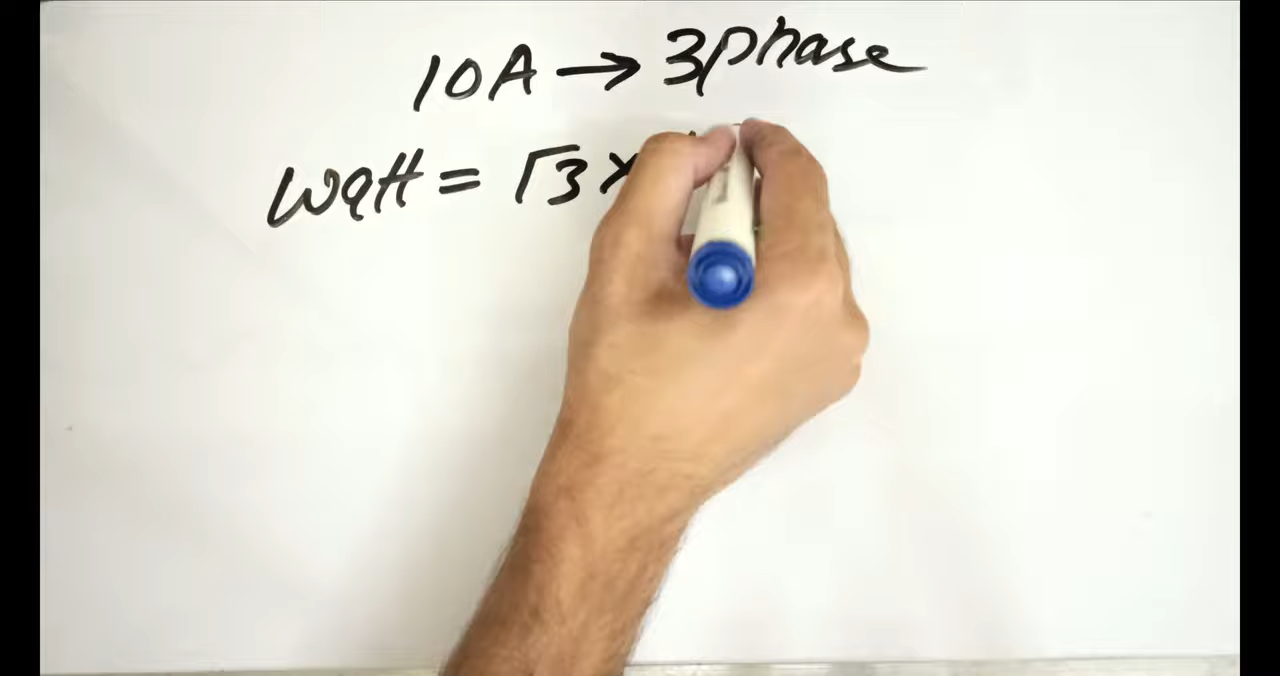 10A → 3phase
Watt = √3 ×